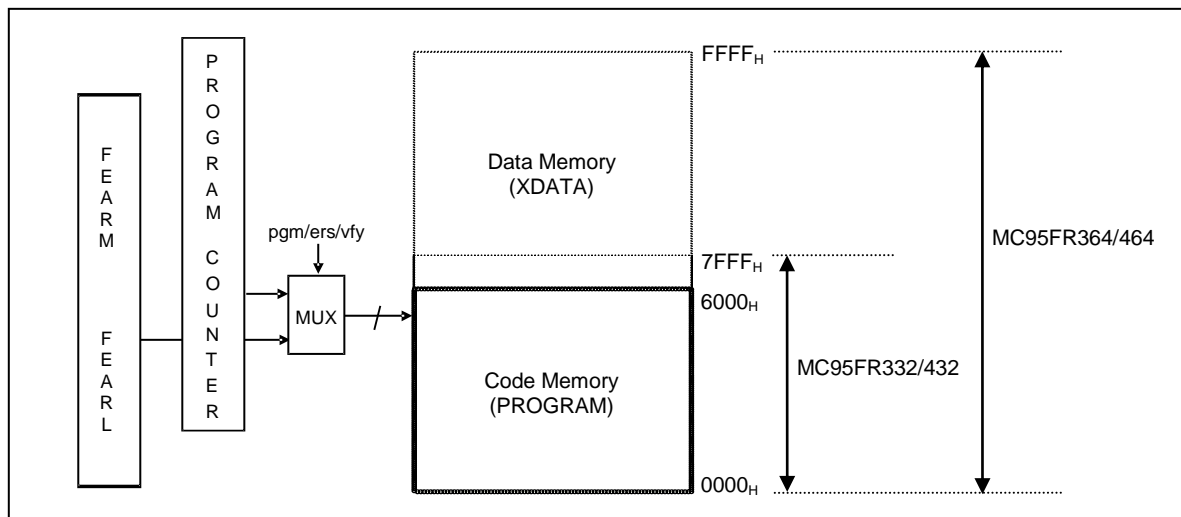 FEARM
FEARL
PROGRAM COUNTER
pgm/ers/vfy
MUX
FFFFH
Data Memory
(XDATA)
7FFFH
6000H
Code Memory
(PROGRAM)
0000H
MC95FR332/432
MC95FR364/464